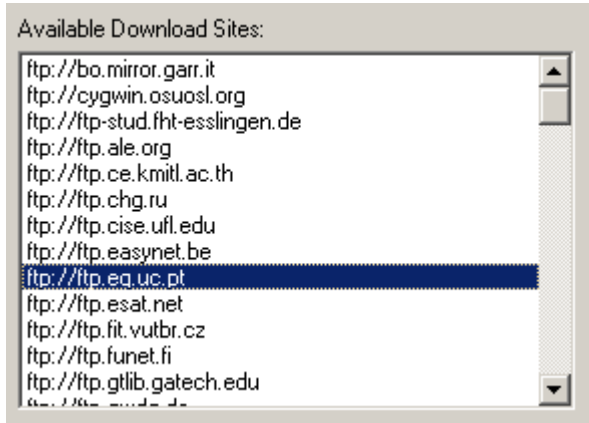 Available Download Sites:
ftp://bo.mirror.garr.it
ftp://cygwin.osuosl.org
ftp://ftp-stud.fht-esslingen.de
ftp://ftp.ale.org
ftp://ftp.ce.kmitl.ac.th
ftp://ftp.chg.ru
ftp://ftp.cise.ufl.edu
ftp://ftp.easynet.be
ftp://ftp.eq.uc.pt
ftp://ftp.esat.net
ftp://ftp.fit.vutbr.cz
ftp://ftp.funet.fi
ftp://ftp.gtlib.gatech.edu